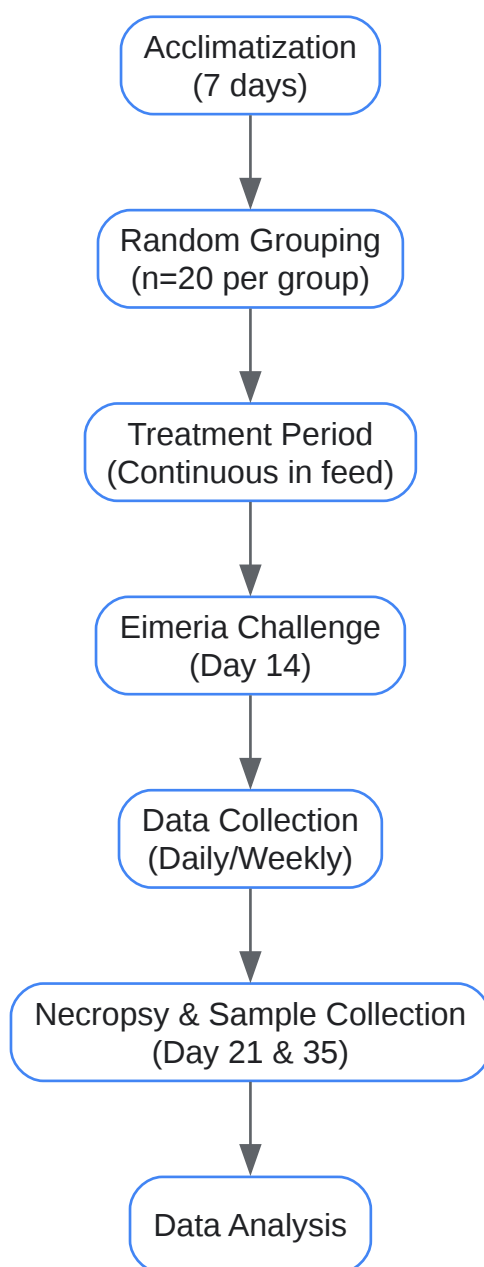 Acclimatization
(7 days)
Random Grouping
(n=20 per group)
Treatment Period
(Continuous in feed)
Eimeria Challenge
(Day 14)
Data Collection
(Daily/Weekly)
Necropsy & Sample Collection
(Day 21 & 35)
Data Analysis